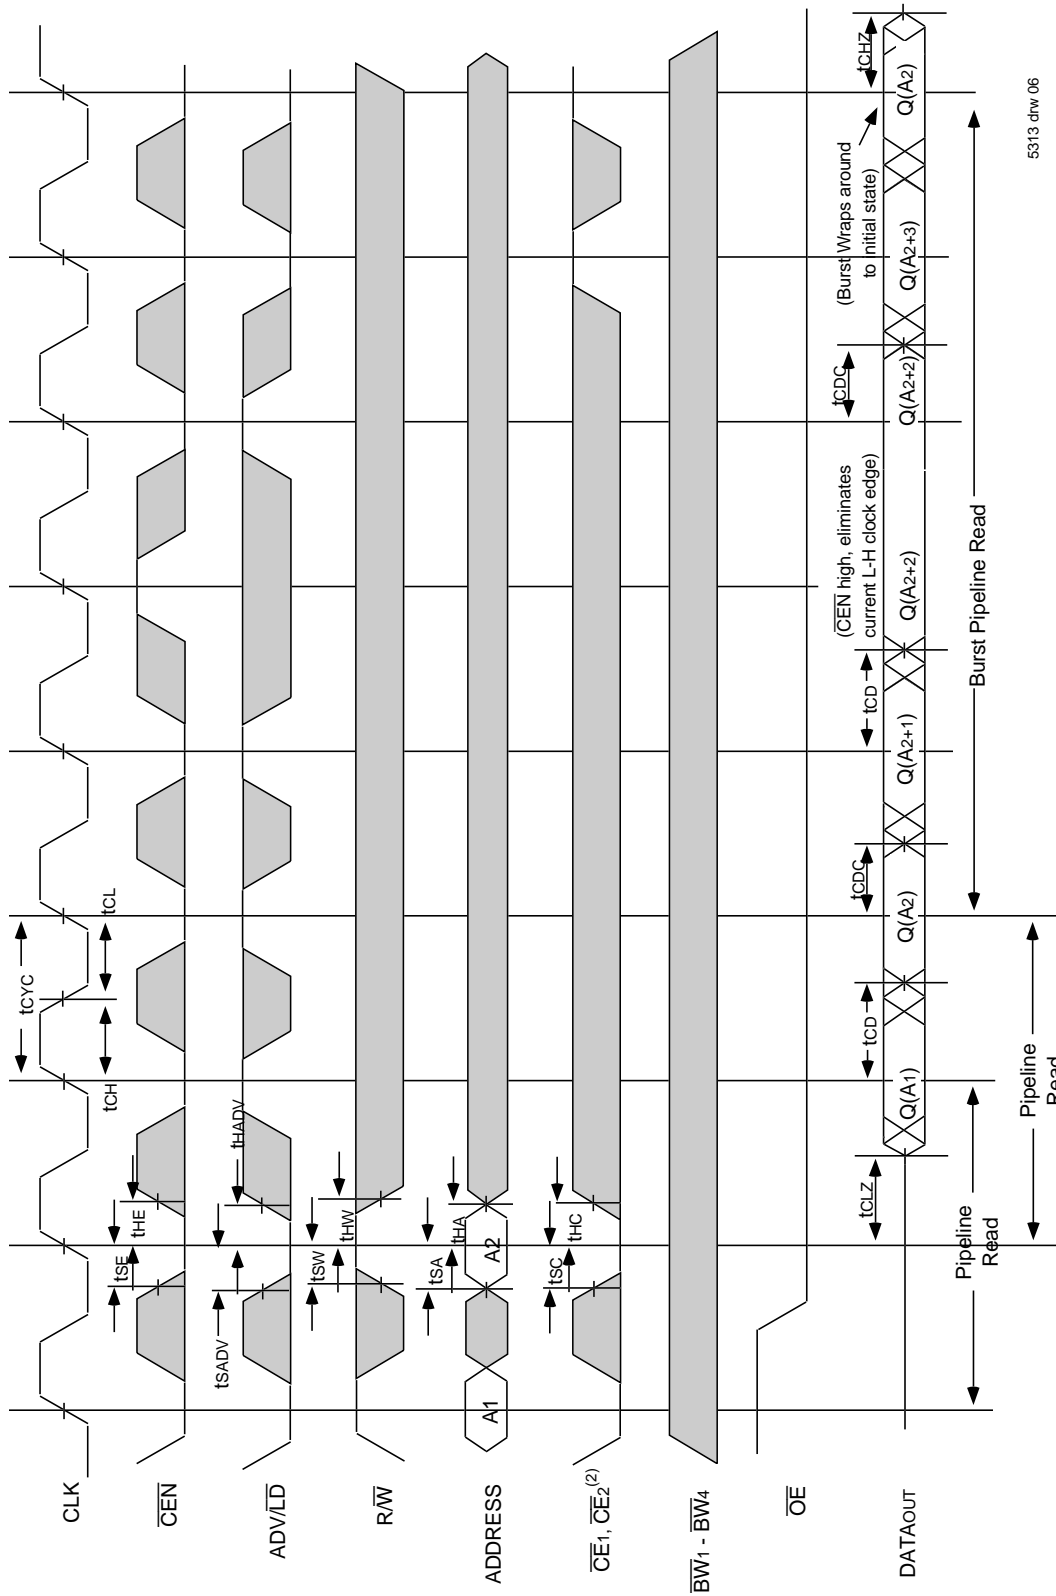 CLK
tCYC
tCH
tCL
CEN
tSE
tHE
ADV/LD
tSADV
tHADV
R/W
tSW
tHW
ADDRESS
A1
A2
tSA
tHA
CE1, CE2(2)
tSC
tHC
BW1 - BW4
OE
DATAOUT
tCLZ
Q(A1)
tCD
Q(A2)
tCDC
Q(A2+1)
tCD
Q(A2+2)
(CEN high, eliminates
current L-H clock edge)
Q(A2+2)
tCDC
Q(A2+3)
(Burst Wraps around
to initial state)
Q(A2)
tCHZ
Pipeline
Read
Pipeline
Read
Burst Pipeline Read
5313 drw 06